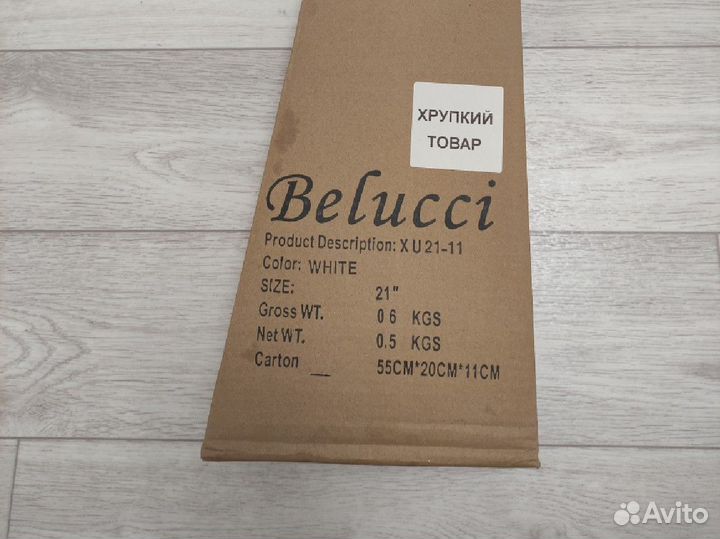 ХРУПКИЙ
ТОВАР
Belucci
Product Description: X U 21-11
Color: WHITE
SIZE: 21"
Gross WT. 0 6 KGS
Net WT. 0.5 KGS
Carton __ 55CM*20CM*11CM
Avito